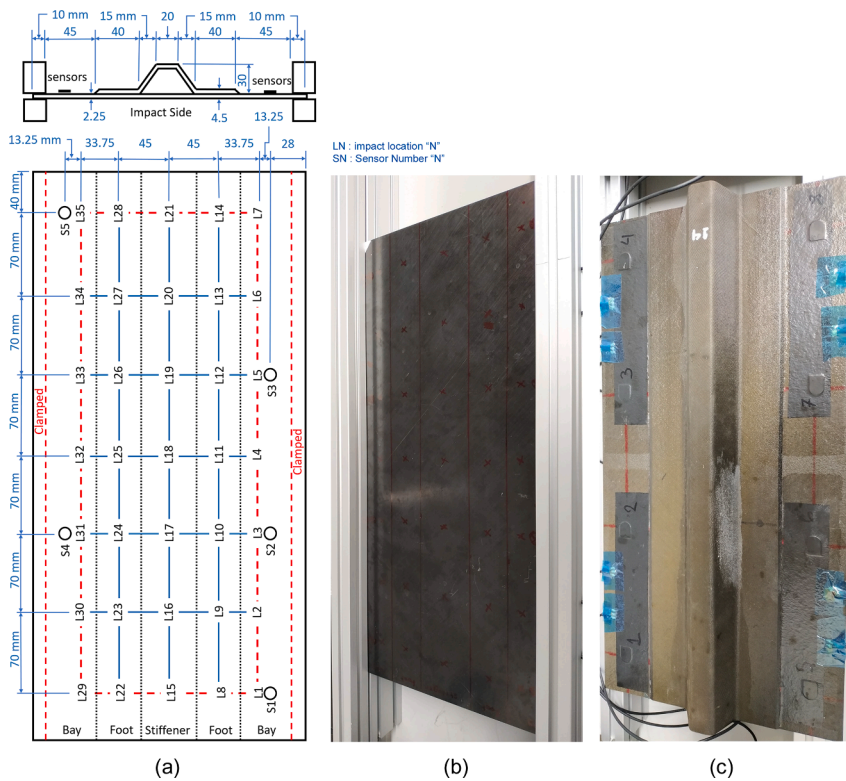 10 mm 15 mm 20 15 mm 10 mm
45 40 40 45
sensors sensors
30
Impact Side
2.25 4.5 13.25
13.25 mm 33.75 45 45 33.75 28
LN : impact location "N"
SN : Sensor Number "N"
40 mm
S5 L35 L28 L21 L14 L7
70 mm
L34 L27 L20 L13 L6
70 mm
L33 L26 L19 L12 L5 S3
Clamped
70 mm
L32 L25 L18 L11 L4
Clamped
70 mm
S4 L31 L24 L17 L10 L3 S2
70 mm
L30 L23 L16 L9 L2
70 mm
L29 L22 L15 L8 L1 S1
Bay Foot Stiffener Foot Bay
4
3
7
2
1
(a) (b) (c)